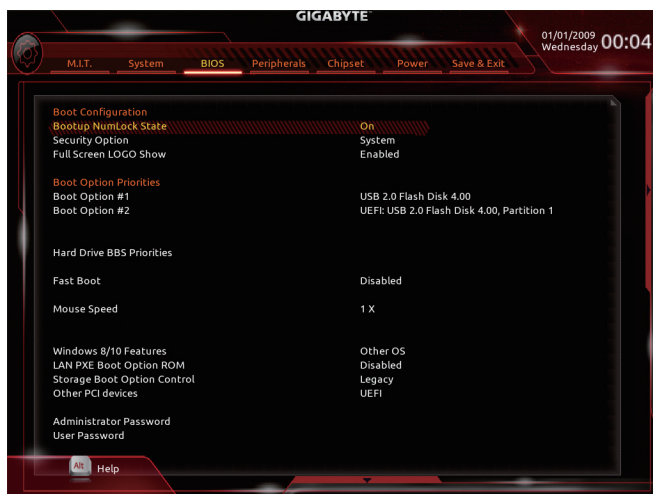 GIGABYTE™
01/01/2009
Wednesday 00:04
M.I.T. System BIOS Peripherals Chipset Power Save & Exit
Boot Configuration
Bootup NumLock State On
Security Option System
Full Screen LOGO Show Enabled
Boot Option Priorities
Boot Option #1 USB 2.0 Flash Disk 4.00
Boot Option #2 UEFI: USB 2.0 Flash Disk 4.00, Partition 1
Hard Drive BBS Priorities
Fast Boot Disabled
Mouse Speed 1 X
Windows 8/10 Features Other OS
LAN PXE Boot Option ROM Disabled
Storage Boot Option Control Legacy
Other PCI devices UEFI
Administrator Password
User Password
Alt Help